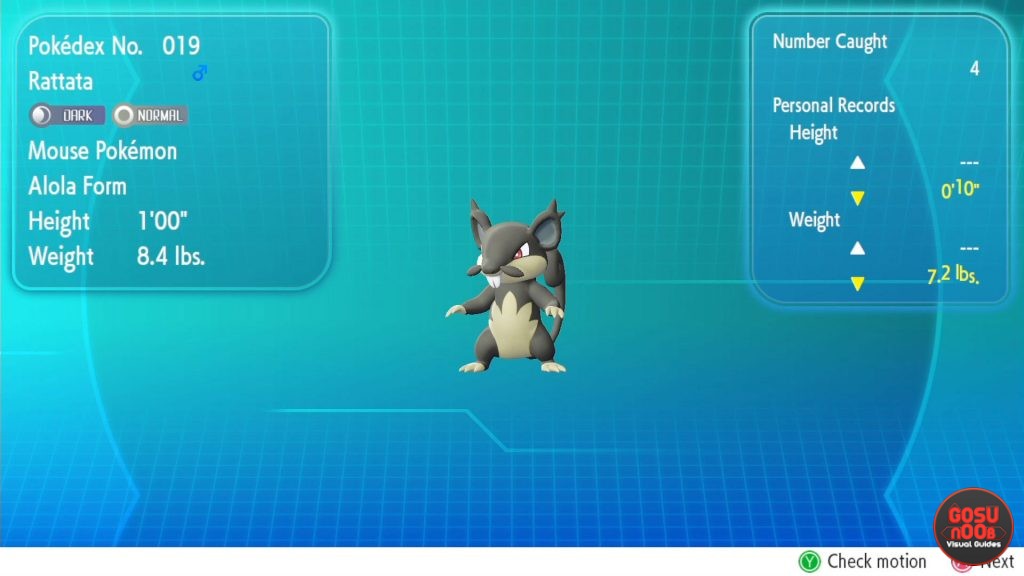 Pokédex No. 019
Rattata ♂
DARK NORMAL
Mouse Pokémon
Alola Form
Height 1'00"
Weight 8.4 lbs.
Number Caught
4
Personal Records
Height
▲ ---
▼ 0'10"
Weight
▲ ---
▼ 7.2 lbs.
GOSU
n00B
Visual Guides
Ⓨ Check motion Next